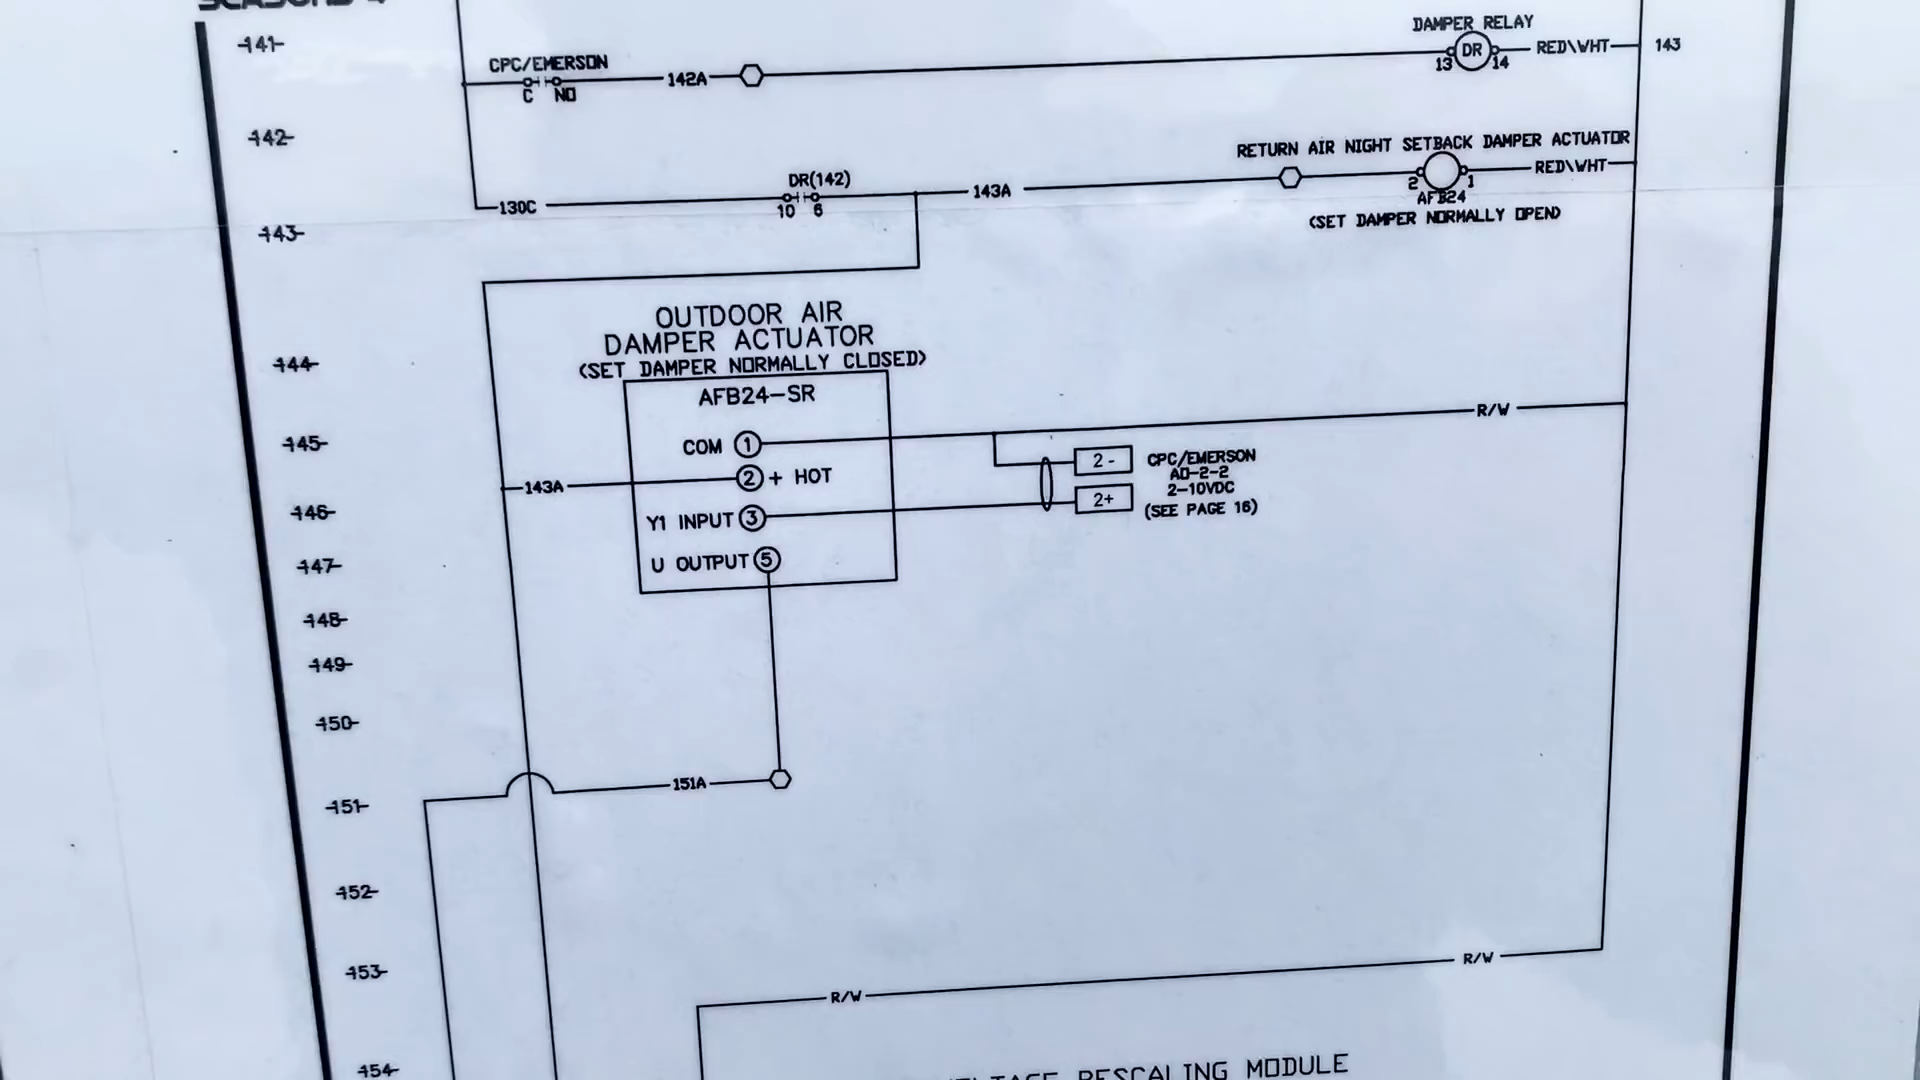 141
DAMPER RELAY
CPC/EMERSON
142A
DR
RED\WHT
143
13
14
C
NO
142
RETURN AIR NIGHT SETBACK DAMPER ACTUATOR
DR(142)
130C
143A
2
1
RED\WHT
10
6
AFB24
(SET DAMPER NORMALLY OPEN)
143
OUTDOOR AIR
DAMPER ACTUATOR
(SET DAMPER NORMALLY CLOSED)
144
AFB24-SR
R/W
145
COM
1
2 -
CPC/EMERSON
AO-2-2
2-10VDC
(SEE PAGE 16)
143A
2
+ HOT
2+
146
Y1 INPUT
3
147
U OUTPUT
5
148
149
150
151A
151
152
153
R/W
R/W
154
RESCALING MODULE